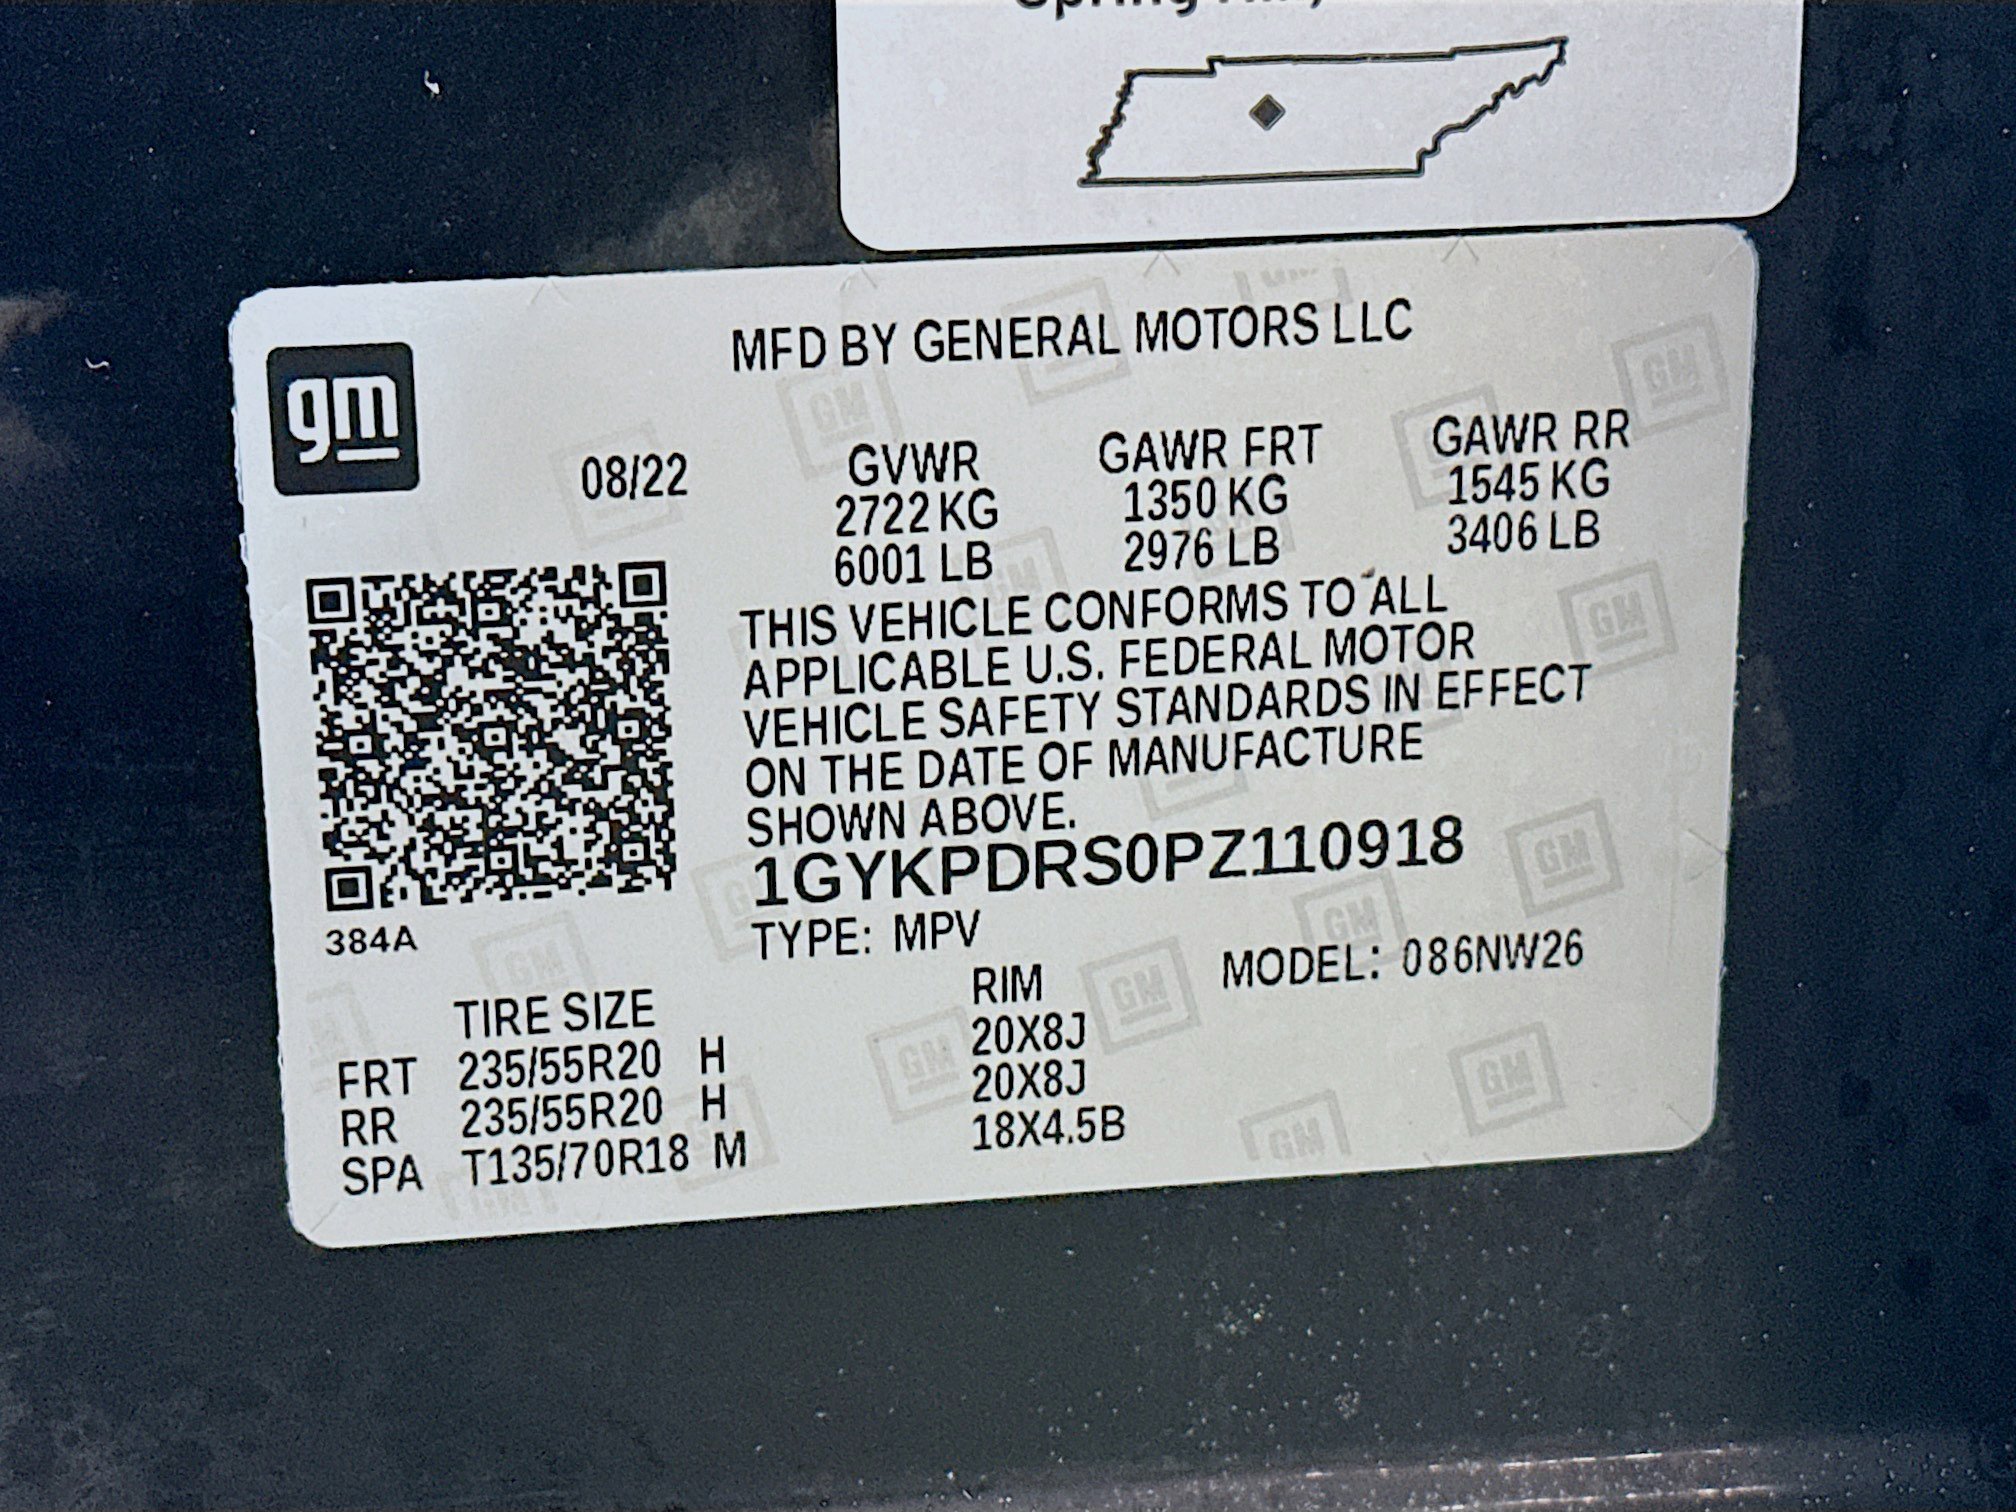 Spring Hill,
gm
MFD BY GENERAL MOTORS LLC
08/22 GVWR GAWR FRT GAWR RR
2722 KG 1350 KG 1545 KG
6001 LB 2976 LB 3406 LB
THIS VEHICLE CONFORMS TO ALL
APPLICABLE U.S. FEDERAL MOTOR
VEHICLE SAFETY STANDARDS IN EFFECT
ON THE DATE OF MANUFACTURE
SHOWN ABOVE.
1GYKPDRS0PZ110918
384A
TYPE: MPV MODEL: 086NW26
TIRE SIZE RIM
FRT 235/55R20 H 20X8J
RR 235/55R20 H 20X8J
SPA T135/70R18 M 18X4.5B